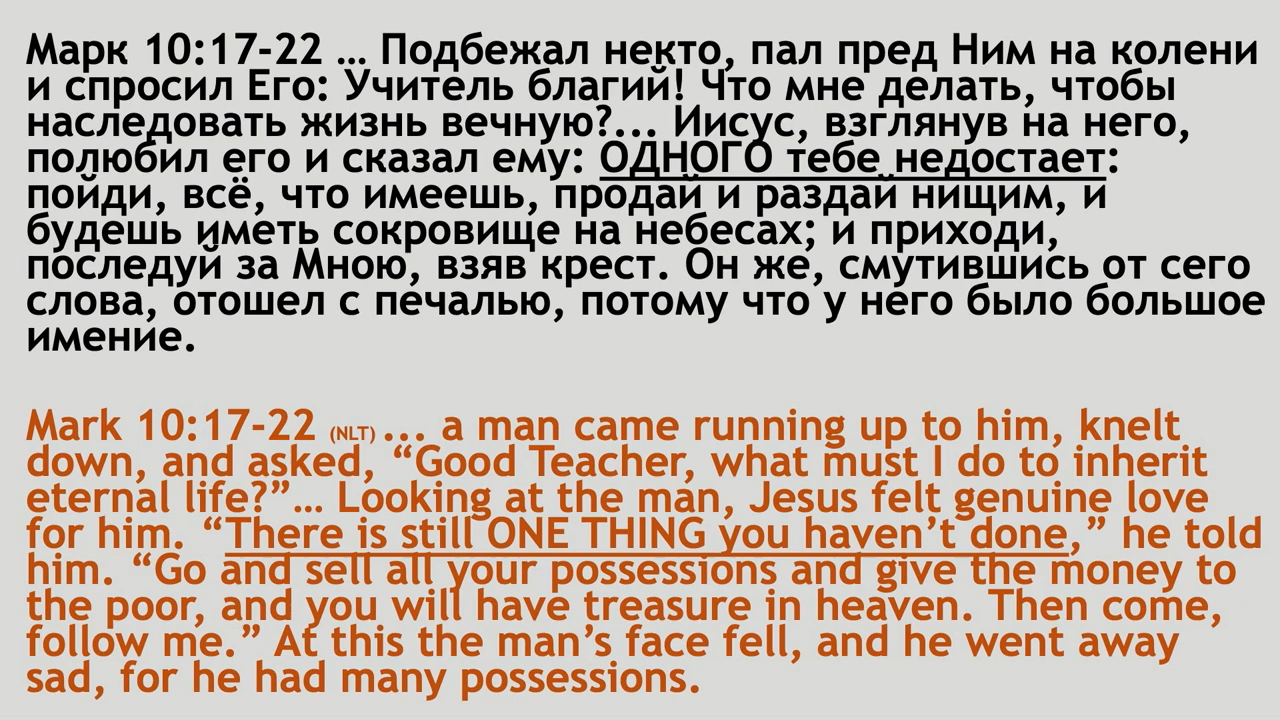 Марк 10:17-22 … Подбежал некто, пал пред Ним на колени
и спросил Его: Учитель благий! Что мне делать, чтобы
наследовать жизнь вечную?... Иисус, взглянув на него,
полюбил его и сказал ему: ОДНОГО тебе недостает:
пойди, всё, что имеешь, продай и раздай нищим, и
будешь иметь сокровище на небесах; и приходи,
последуй за Мною, взяв крест. Он же, смутившись от сего
слова, отошел с печалью, потому что у него было большое
имение.
Mark 10:17-22 (NLT) ... a man came running up to him, knelt
down, and asked, “Good Teacher, what must I do to inherit
eternal life?”… Looking at the man, Jesus felt genuine love
for him. “There is still ONE THING you haven’t done,” he told
him. “Go and sell all your possessions and give the money to
the poor, and you will have treasure in heaven. Then come,
follow me.” At this the man’s face fell, and he went away
sad, for he had many possessions.